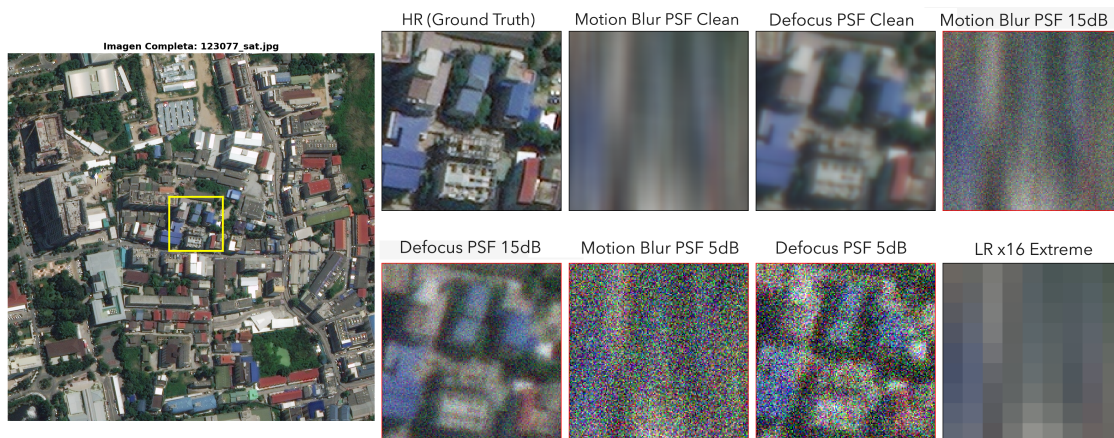 Imagen Completa: 123077_sat.jpg
HR (Ground Truth)
Motion Blur PSF Clean
Defocus PSF Clean
Motion Blur PSF 15dB
Defocus PSF 15dB
Motion Blur PSF 5dB
Defocus PSF 5dB
LR x16 Extreme